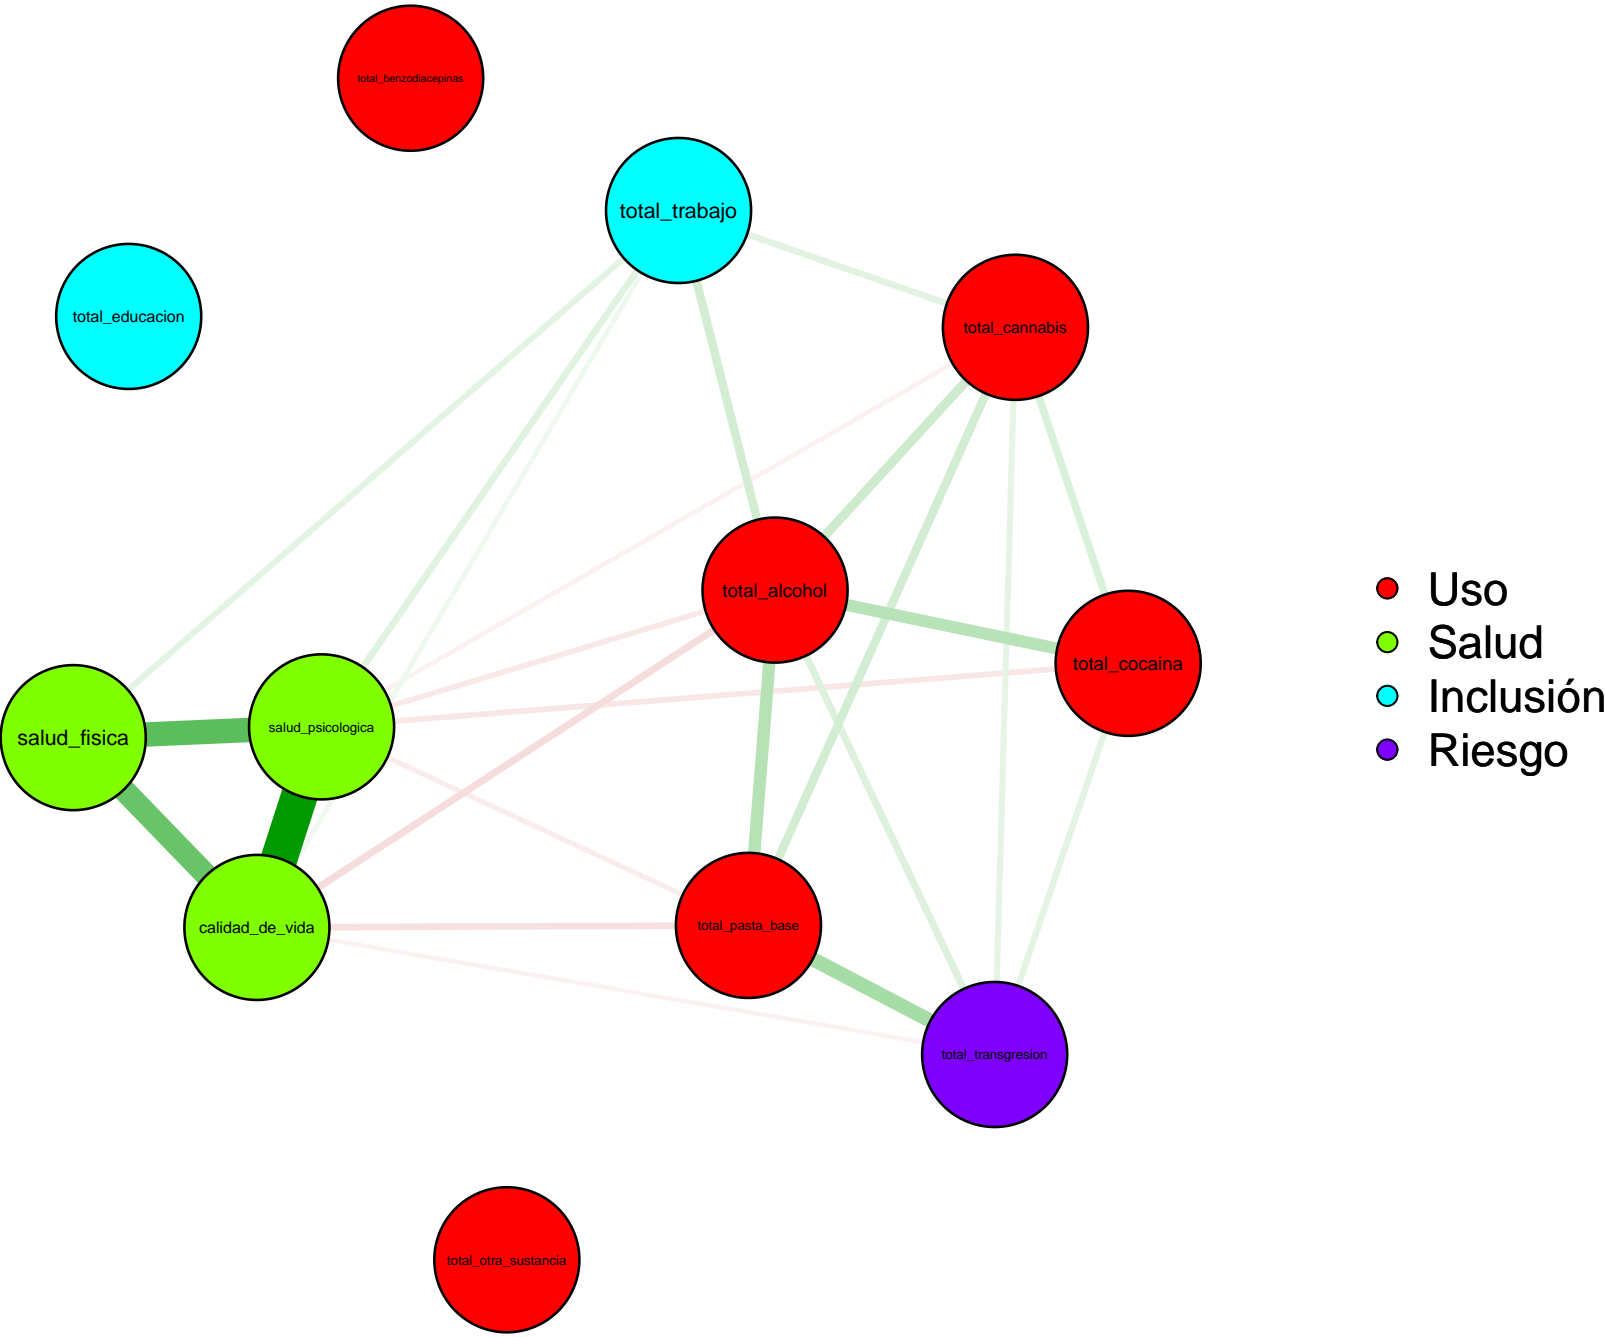 total_benzodiacepinas
total_trabajo
total_educacion
total_cannabis
total_alcohol
total_cocaina
salud_fisica
salud_psicologica
calidad_de_vida
total_pasta_base
total_transgresion
total_otra_sustancia
Uso
Salud
Inclusión
Riesgo